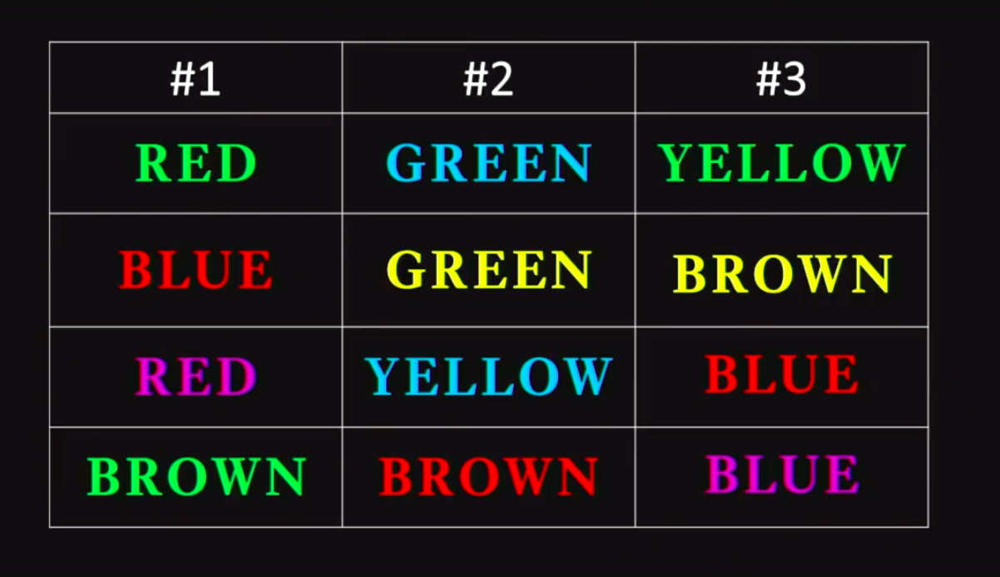 #1 #2 #3
RED GREEN YELLOW
BLUE GREEN BROWN
RED YELLOW BLUE
BROWN BROWN BLUE